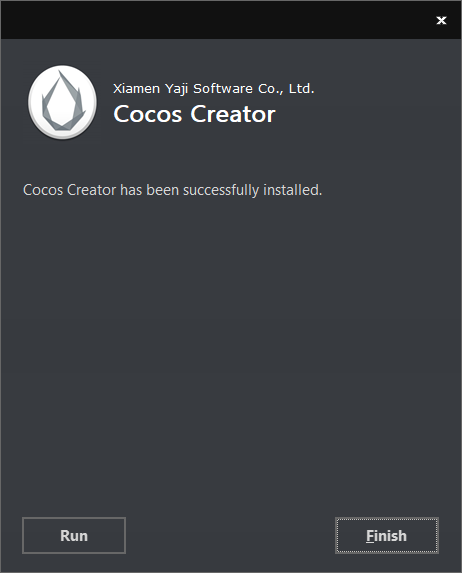 Xiamen Yaji Software Co., Ltd.
Cocos Creator
Cocos Creator has been successfully installed.
Run
Finish